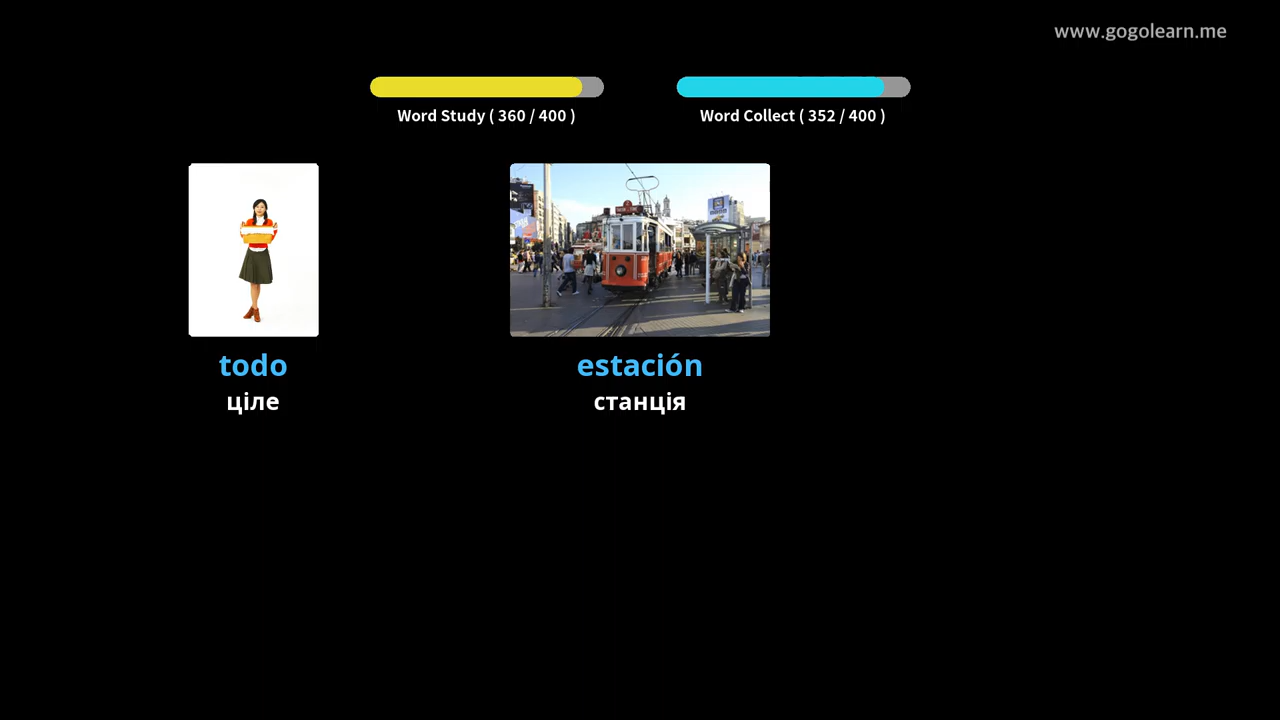 www.gogolearn.me
Word Study ( 360 / 400 )
Word Collect ( 352 / 400 )
todo
ціле
estación
станція